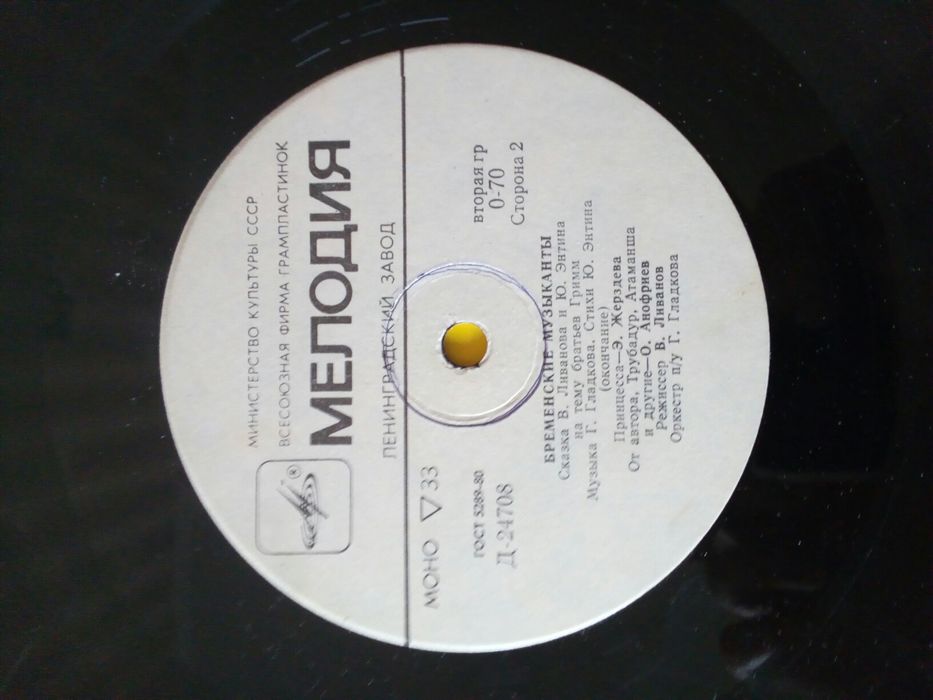 МИНИСТЕРСТВО КУЛЬТУРЫ СССР
ВСЕСОЮЗНАЯ ФИРМА ГРАМПЛАСТИНОК
МЕЛОДИЯ
®
ЛЕНИНГРАДСКИЙ ЗАВОД
МОНО ▽33
ГОСТ 5289-80
Д-24708
вторая гр
0-70
Сторона 2
БРЕМЕНСКИЕ МУЗЫКАНТЫ
Сказка В. Ливанова и Ю. Энтина
на тему братьев Гримм
Музыка Г. Гладкова. Стихи Ю. Энтина
(окончание)
Принцесса—Э. Жерздева
От автора, Трубадур, Атаманша
и другие—О. Анофриев
Режиссер В. Ливанов
Оркестр п/у Г. Гладкова